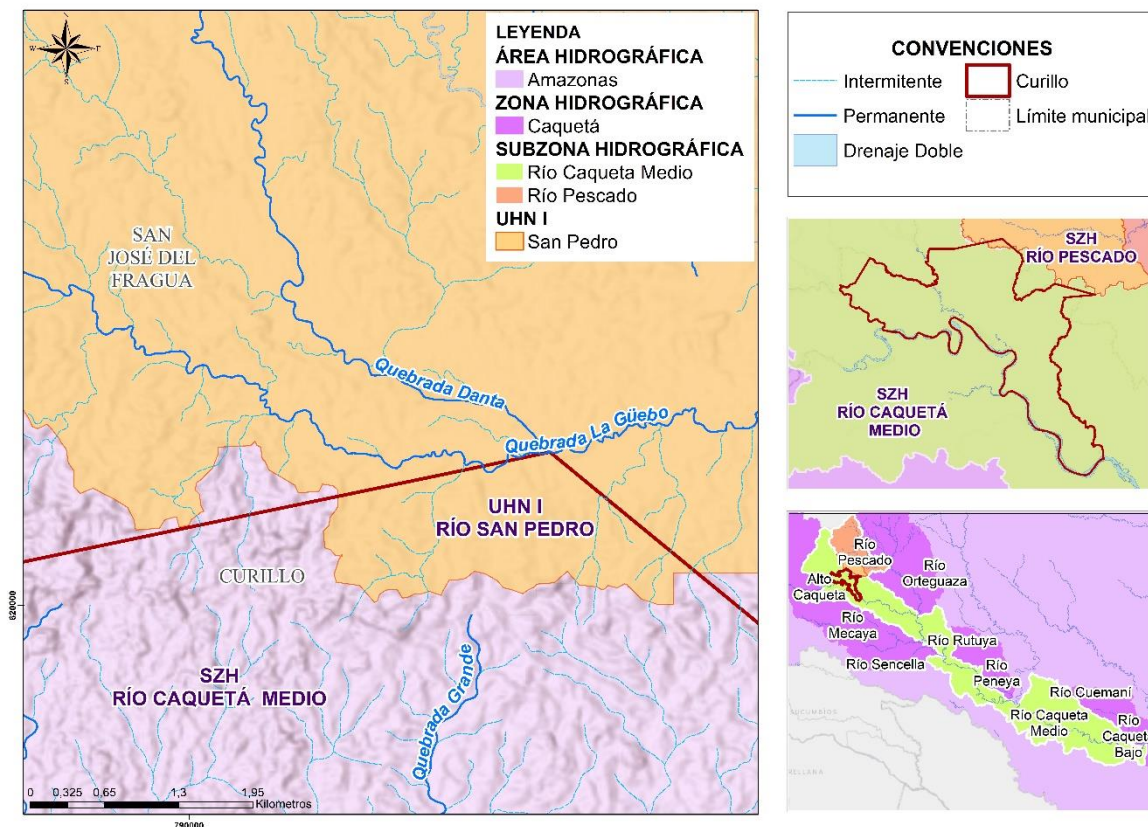 W
LEYENDA
ÁREA HIDROGRÁFICA
Amazonas
ZONA HIDROGRÁFICA
Caquetá
SUBZONA HIDROGRÁFICA
Río Caqueta Medio
Río Pescado
UHN I
San Pedro
SAN
JOSÉ DEL
FRAGUA
Quebrada Danta
Quebrada La Güebo
UHN I
RÍO SAN PEDRO
CURILLO
SZH
RÍO CAQUETÁ MEDIO
Quebrada Grande
620000
0 0,325 0,65 1,3 1,95
Kilometros
790000
CONVENCIONES
Intermitente
Curillo
Permanente
Límite municipal
Drenaje Doble
SZH
RÍO PESCADO
SZH
RÍO CAQUETÁ
MEDIO
Río
Pescado
Río
Orteguaza
Alto
Caqueta
Río
Mecaya
Río Rutuya
Río Sencella
Río
Peneya
Río Cuemaní
Río Caqueta
Medio
Río
Caquet
Bajo
SUCUMBÍOS
ORELLANA